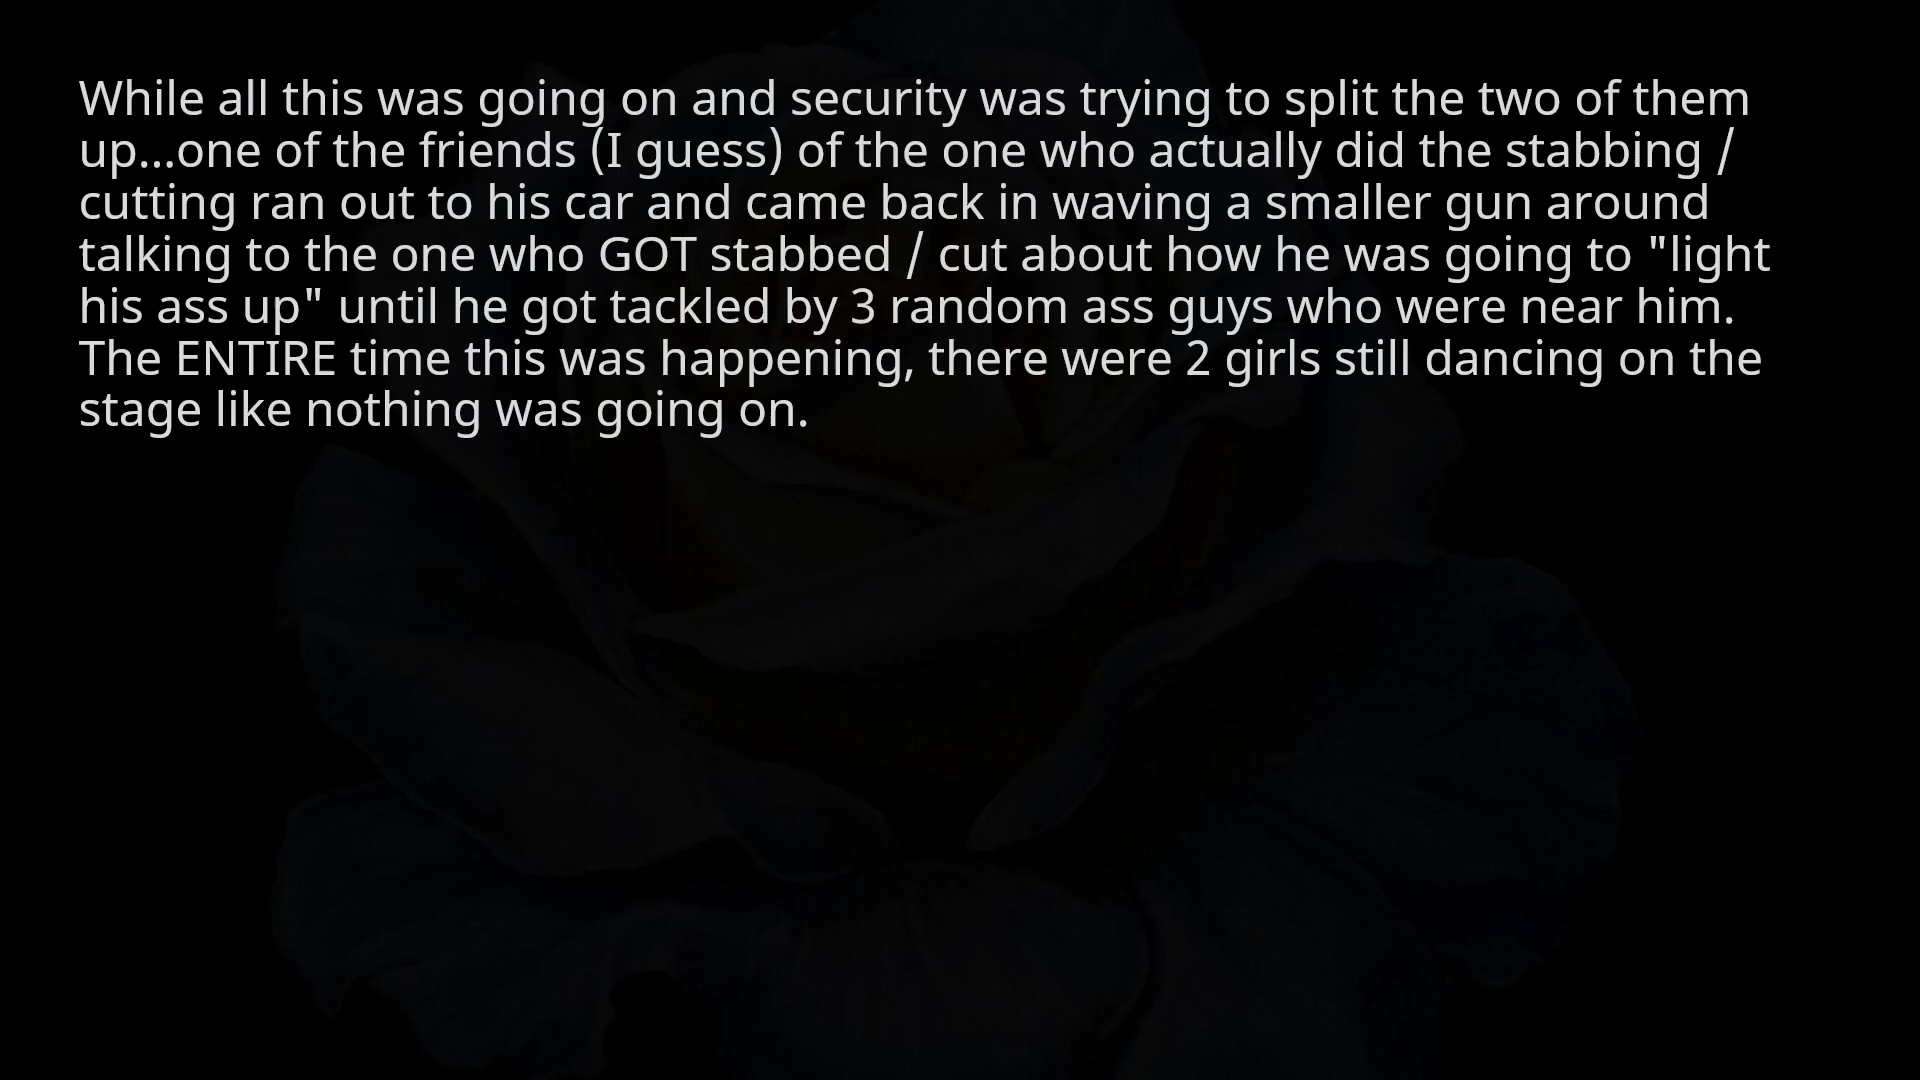 While all this was going on and security was trying to split the two of them
up...one of the friends (I guess) of the one who actually did the stabbing /
cutting ran out to his car and came back in waving a smaller gun around
talking to the one who GOT stabbed / cut about how he was going to "light
his ass up" until he got tackled by 3 random ass guys who were near him.
The ENTIRE time this was happening, there were 2 girls still dancing on the
stage like nothing was going on.